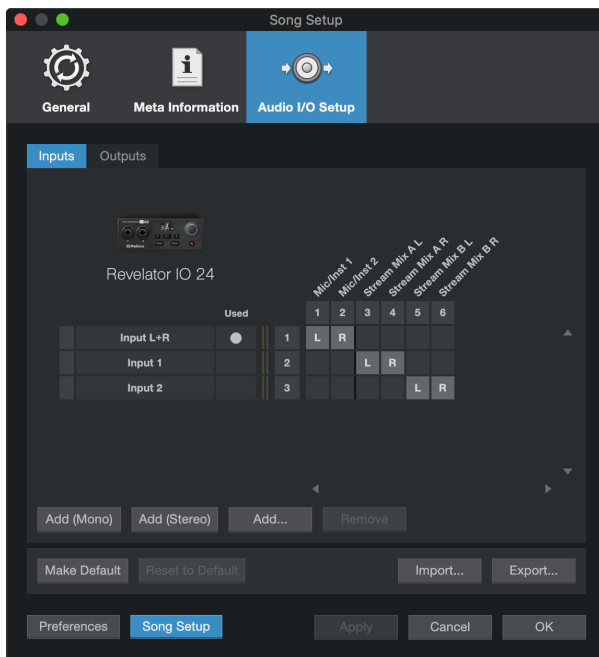 Song Setup
General
Meta Information
Audio I/O Setup
Inputs
Outputs
Revelator IO 24
Mic/Inst 1
Mic/Inst 2
Stream Mix A L
Stream Mix A R
Stream Mix B L
Stream Mix B R
Used
1 2 3 4 5 6
Input L+R 1 L R
Input 1 2 L R
Input 2 3 L R
Add (Mono)
Add (Stereo)
Add...
Remove
Make Default
Reset to Default
Import...
Export...
Preferences
Song Setup
Apply
Cancel
OK